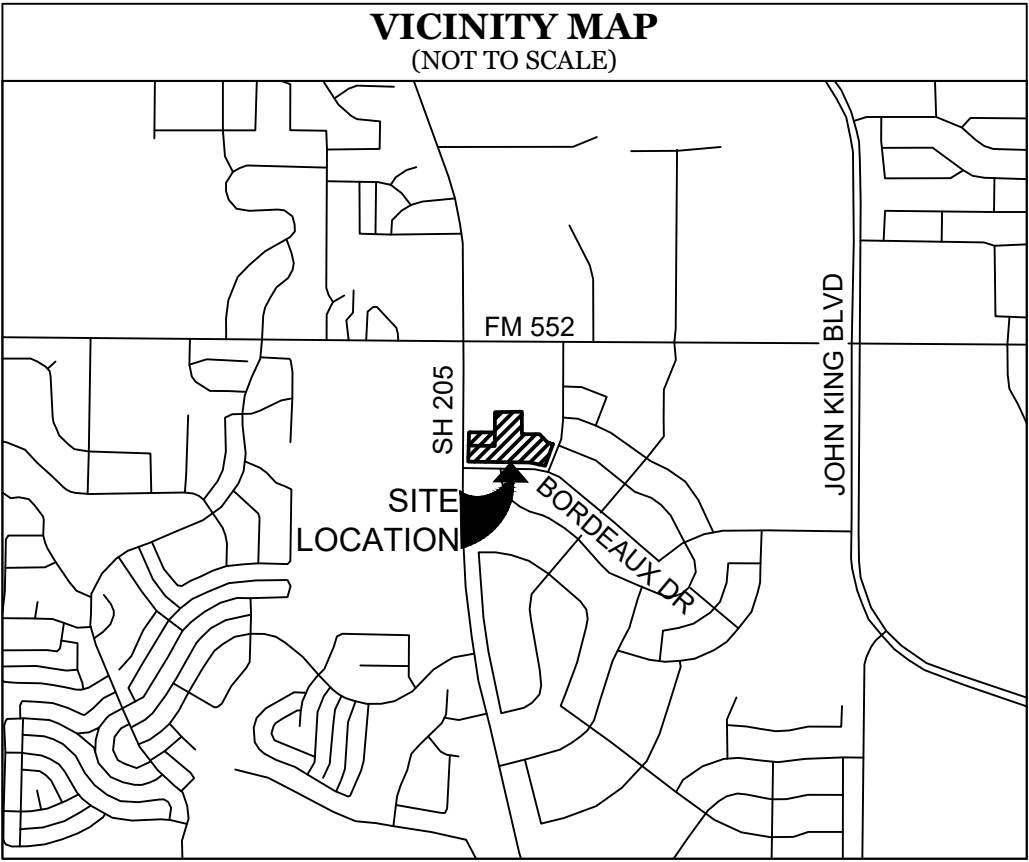 VICINITY MAP
(NOT TO SCALE)
FM 552
JOHN KING BLVD
SH 205
SITE
LOCATION
BORDEAUX DR